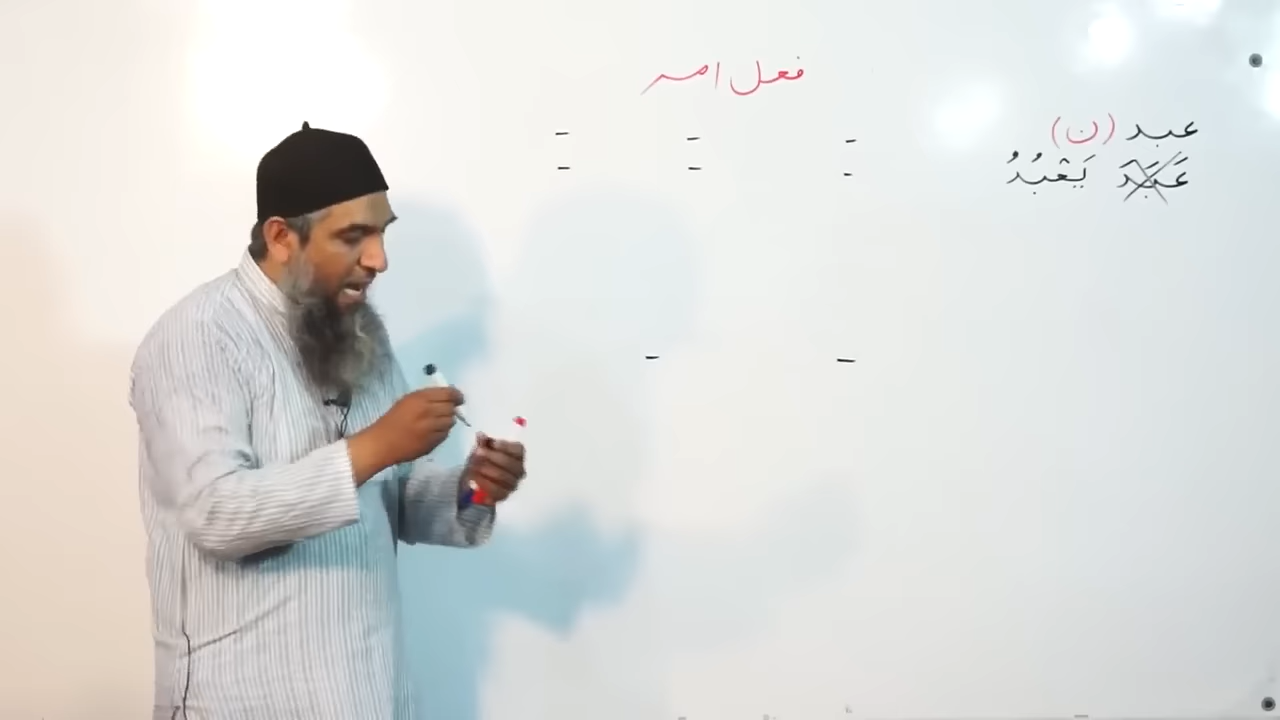 فعل امر
عبد (ن)
عَبَدَ يَعْبُدُ